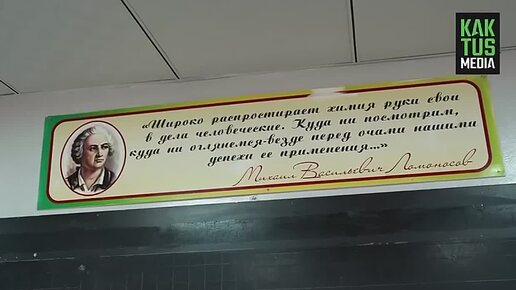 KAK
TUS
MEDIA
«Широко распростирает химия руки свои
в дела человеческие. Куда ни посмотрим,
куда ни оглянемся-везде перед очами нашими
успехи ее применения...»
Михаил Васильевич Ломоносов